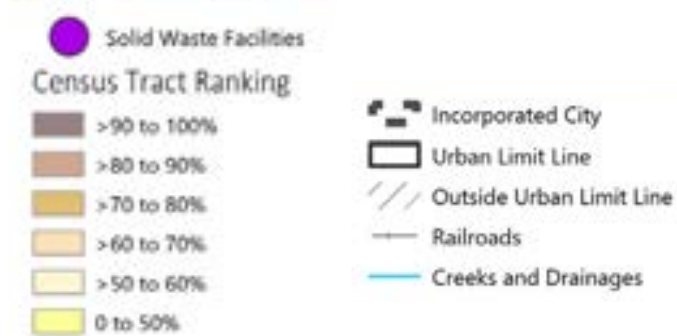 Solid Waste Facilities
Census Tract Ranking
>90 to 100%
>80 to 90%
>70 to 80%
>60 to 70%
>50 to 60%
0 to 50%
Incorporated City
Urban Limit Line
Outside Urban Limit Line
Railroads
Creeks and Drainages